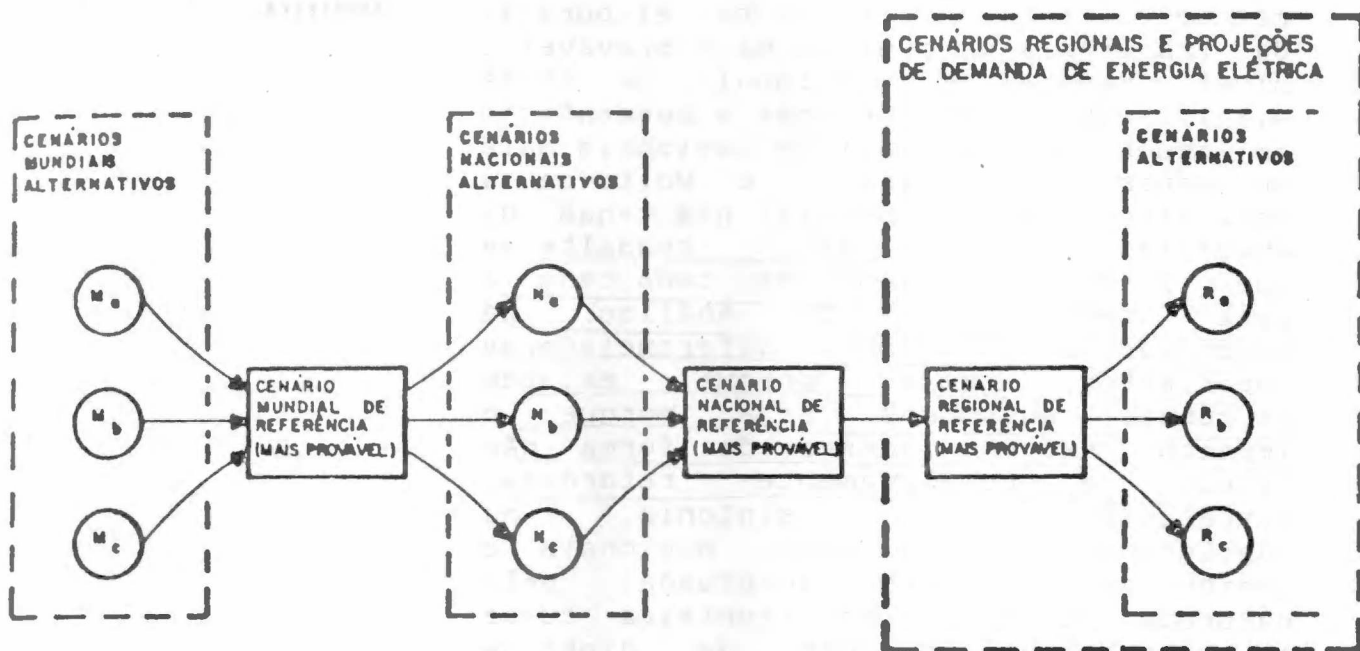 CENÁRIOS REGIONAIS E PROJEÇÕES
DE DEMANDA DE ENERGIA ELÉTRICA
CENÁRIOS
MUNDIAIS
ALTERNATIVOS
CENÁRIOS
NACIONAIS
ALTERNATIVOS
CENÁRIOS
ALTERNATIVOS
Ma
Mb
Mc
CENÁRIO
MUNDIAL DE
REFERÊNCIA
(MAIS PROVÁVEL)
Na
Nb
Nc
CENÁRIO
NACIONAL DE
REFERÊNCIA
(MAIS PROVÁVEL)
CENÁRIO
REGIONAL DE
REFERÊNCIA
(MAIS PROVÁVEL)
Ra
Rb
Rc